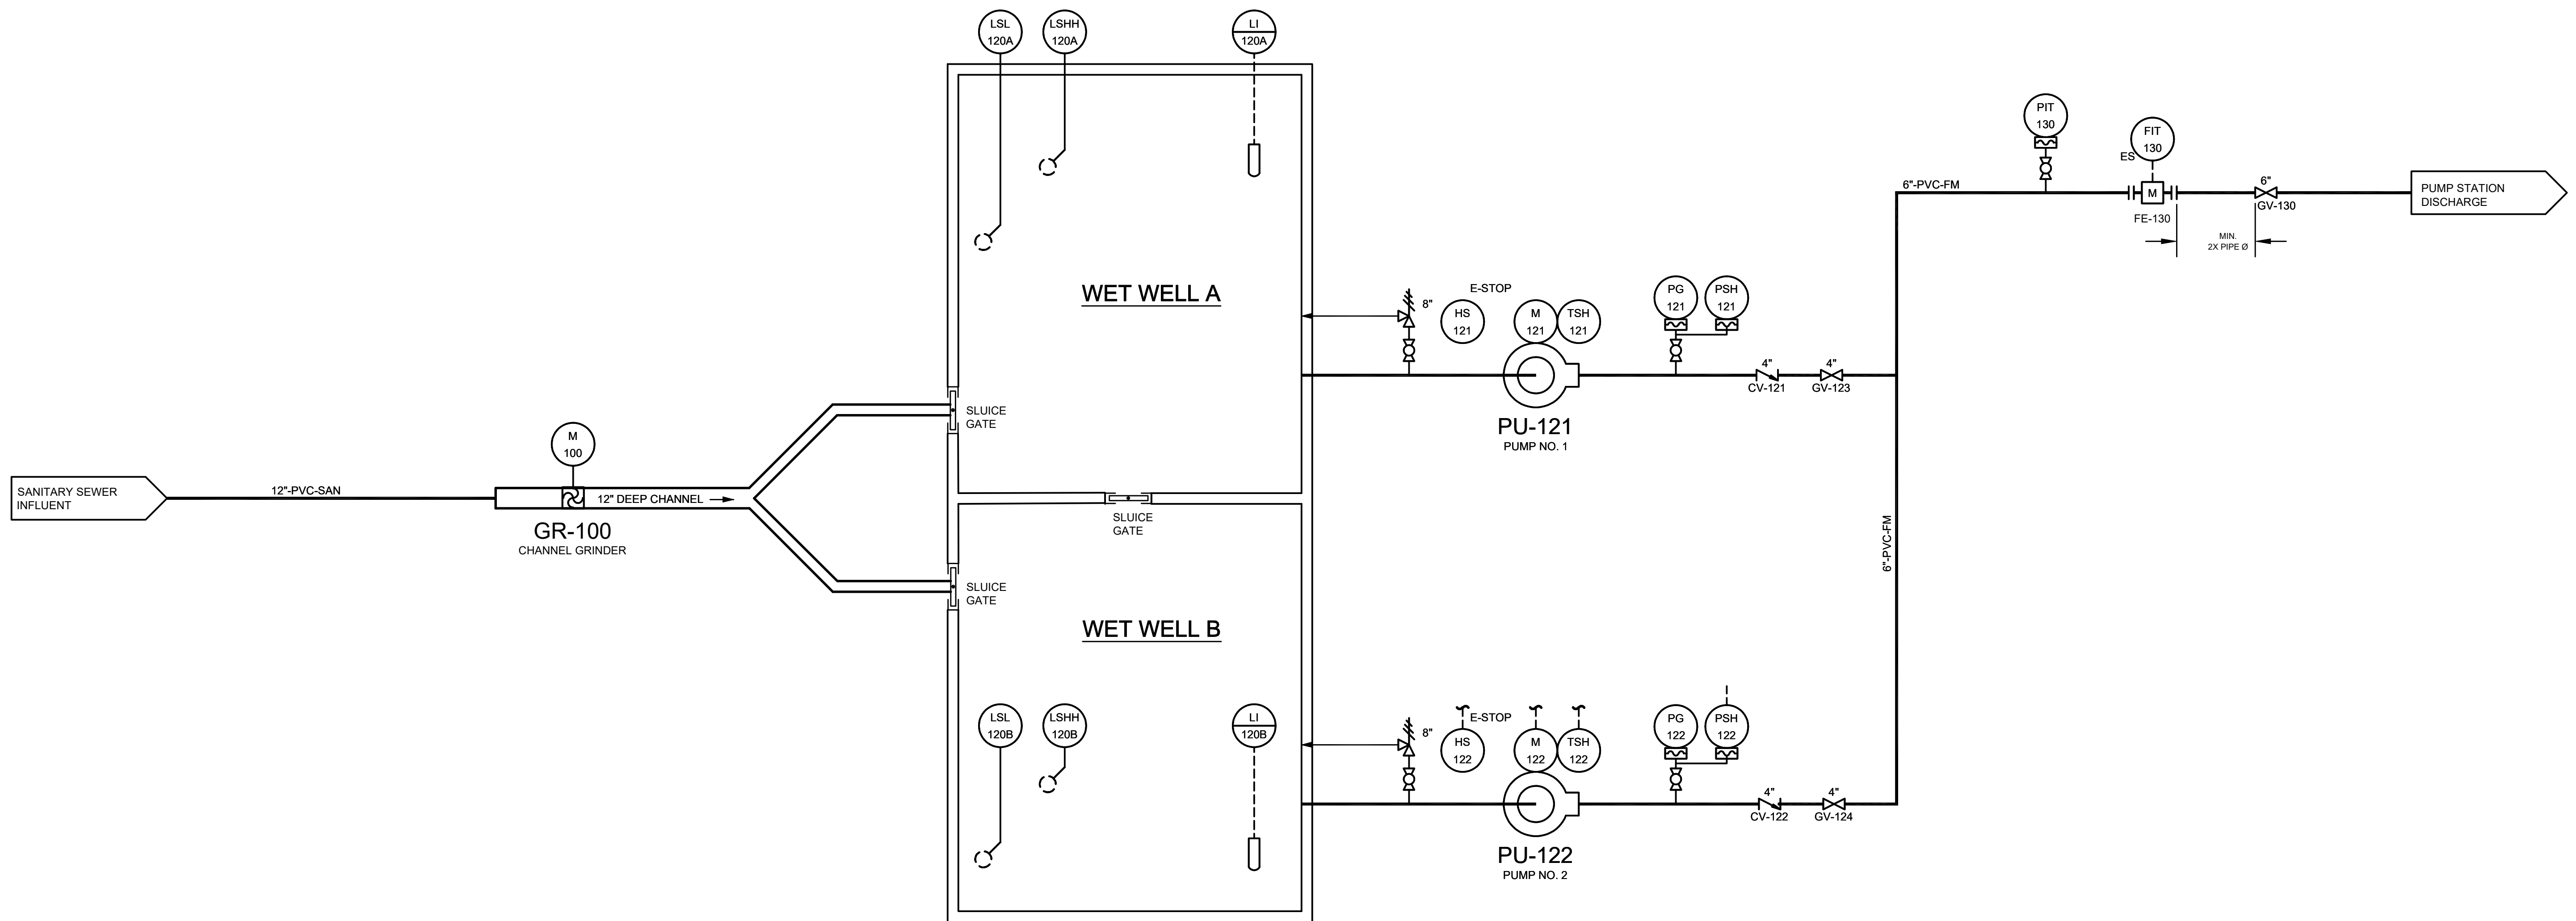 LSL
120A
LSHH
120A
LI
120A
PIT
130
FIT
130
ES
M
FE-130
6"-PVC-FM
6"
GV-130
MIN.
2X PIPE Ø
PUMP STATION
DISCHARGE
WET WELL A
8"
E-STOP
HS
121
M
121
TSH
121
PG
121
PSH
121
4"
CV-121
4"
GV-123
PU-121
PUMP NO. 1
SLUICE
GATE
M
100
SANITARY SEWER
INFLUENT
12"-PVC-SAN
12" DEEP CHANNEL
GR-100
CHANNEL GRINDER
SLUICE
GATE
6"-PVC-FM
SLUICE
GATE
WET WELL B
LSL
120B
LSHH
120B
LI
120B
8"
E-STOP
HS
122
M
122
TSH
122
PG
122
PSH
122
4"
CV-122
4"
GV-124
PU-122
PUMP NO. 2